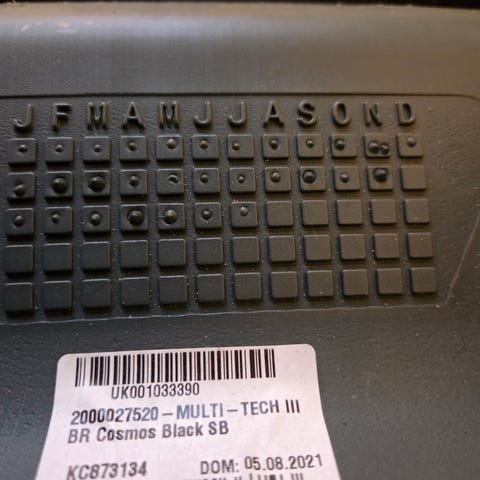 J F M A M J J A S O N D
UK001033390
2000027520-MULTI-TECH III
BR Cosmos Black SB
KC873134 DOM: 05.08.2021